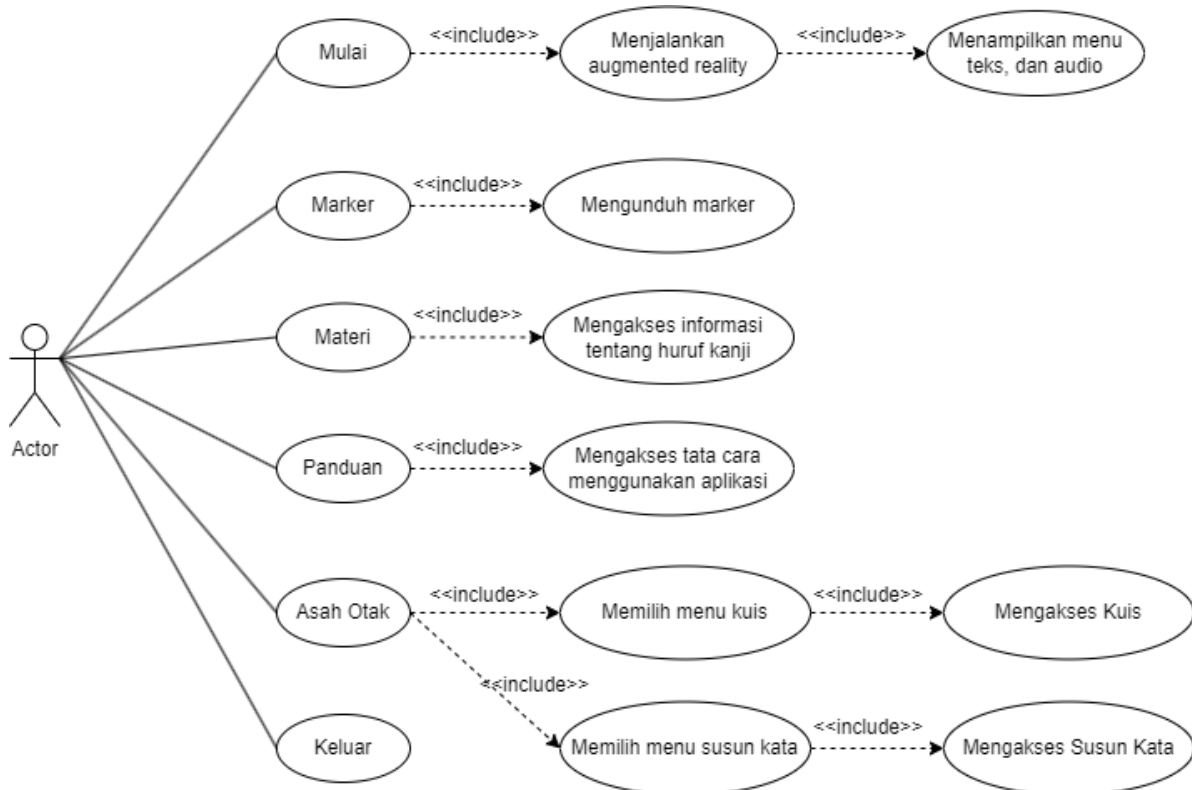 Mulai
<<include>>
Menjalankan
augmented reality
<<include>>
Menampilkan menu
teks, dan audio
Marker
<<include>>
Mengunduh marker
Materi
<<include>>
Mengakses informasi
tentang huruf kanji
Actor
Panduan
<<include>>
Mengakses tata cara
menggunakan aplikasi
Asah Otak
<<include>>
Memilih menu kuis
<<include>>
Mengakses Kuis
<<include>>
Memilih menu susun kata
<<include>>
Mengakses Susun Kata
Keluar